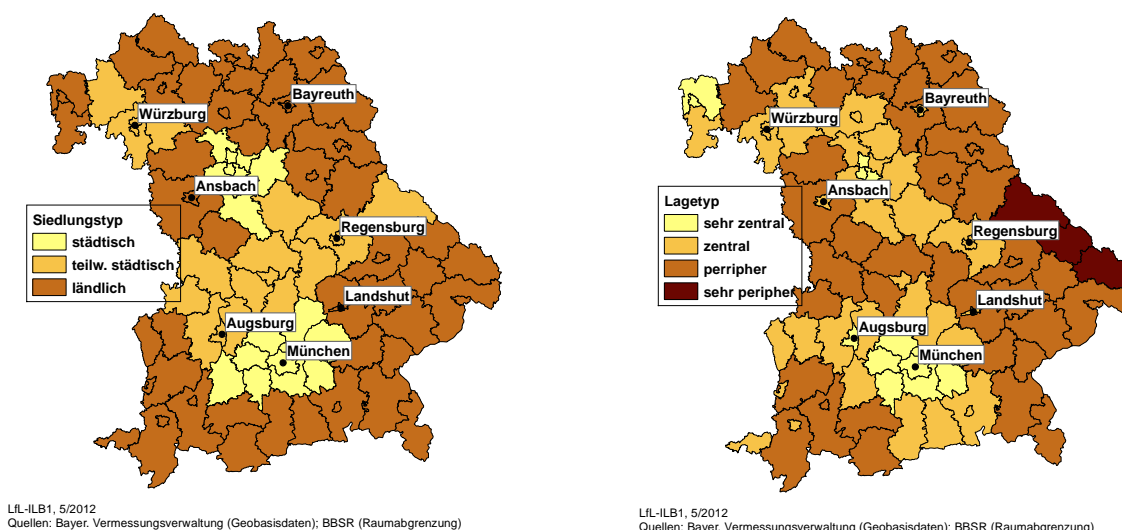 Bayreuth
Würzburg
Ansbach
Siedlungstyp
städtisch
teilw. städtisch
ländlich
Regensburg
Landshut
Augsburg
München
LfL-ILB1, 5/2012
Quellen: Bayer. Vermessungsverwaltung (Geobasisdaten); BBSR (Raumabgrenzung)
Bayreuth
Würzburg
Ansbach
Lagetyp
sehr zentral
zentral
perripher
sehr peripher
Regensburg
Landshut
Augsburg
München
LfL-ILB1, 5/2012
Quellen: Bayer. Vermessungsverwaltung (Geobasisdaten); BBSR (Raumabgrenzung)